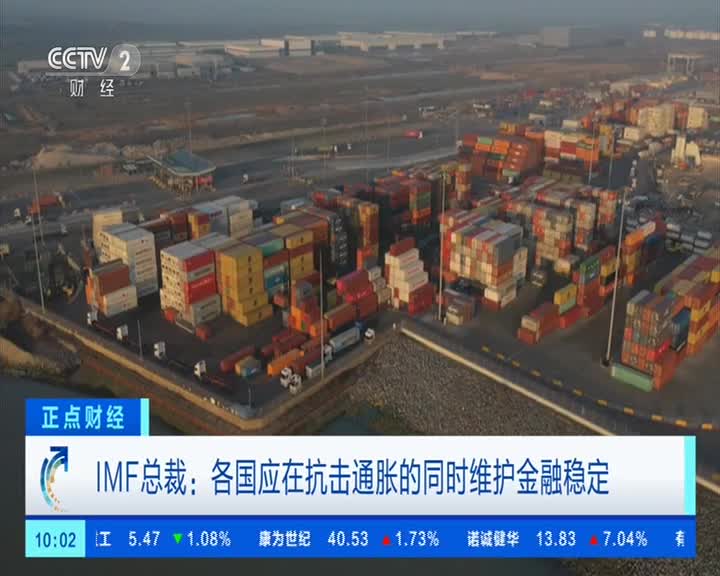 CCTV 2
财经
正点财经
IMF总裁：各国应在抗击通胀的同时维护金融稳定
10:02 工 5.47 ▼1.08% 康为世纪 40.53 ▲1.73% 诺诚健华 13.83 ▲7.04% 有